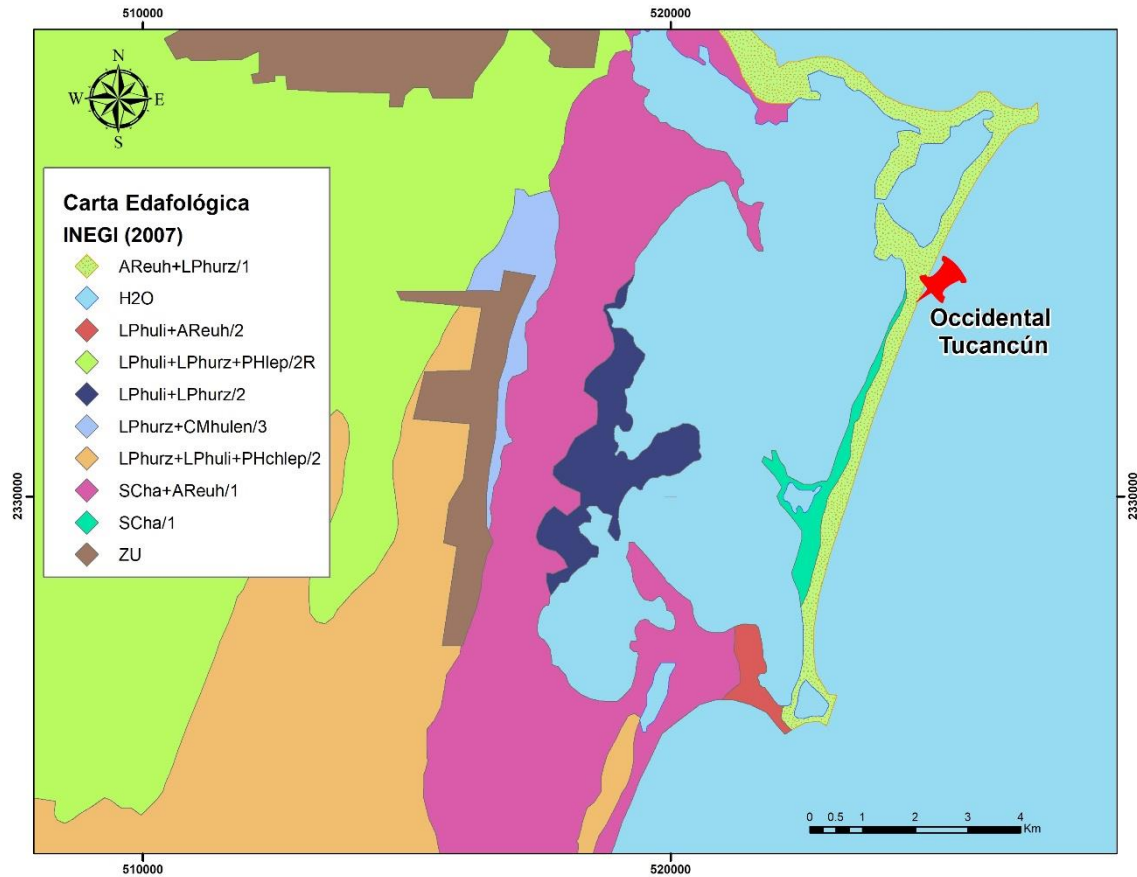 510000
520000
N
W
E
S
Carta Edafológica
INEGI (2007)
AReuh+LPhurz/1
H2O
LPhuli+AReuh/2
LPhuli+LPhurz+PHlep/2R
LPhuli+LPhurz/2
LPhurz+CMhulen/3
LPhurz+LPhuli+PHchlep/2
SCha+AReuh/1
SCha/1
ZU
Occidental
Tucancún
2330000
2330000
0 0.5 1 2 3 4
Km
510000
520000